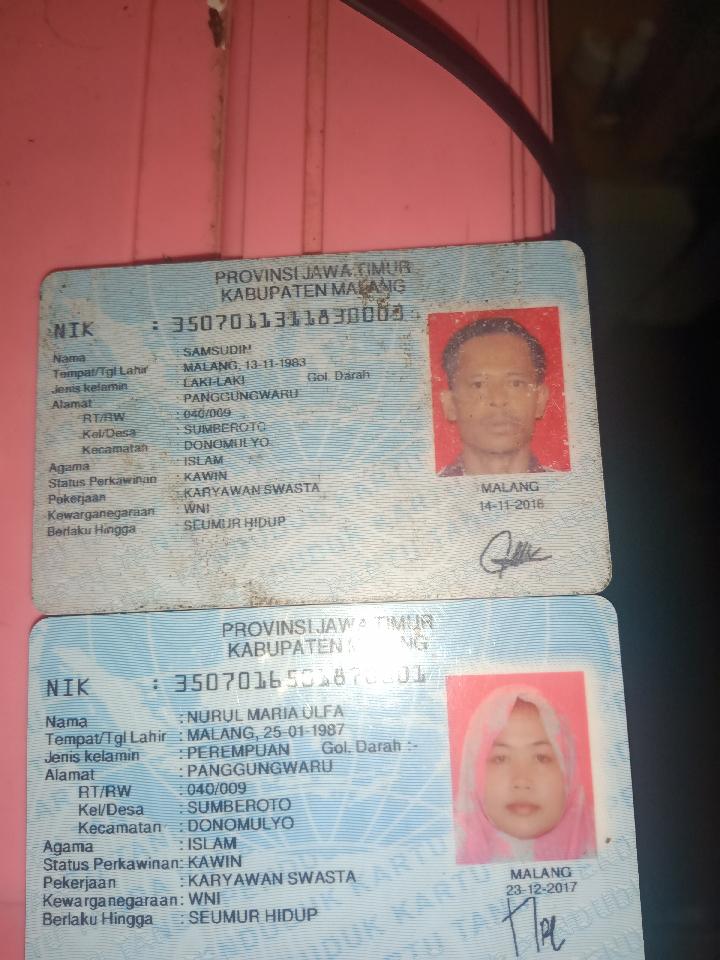 PROVINSI JAWA TIMUR
KABUPATEN MALANG
NIK :
Nama : SAMSUDIN
Tempat/Tgl Lahir : MALANG, 13-11-1983
Jenis kelamin : LAKI-LAKI Gol. Darah
Alamat : PANGGUNGWARU
RT/RW : 040/009
Kel/Desa : SUMBEROTO
Kecamatan : DONOMULYO
Agama : ISLAM
Status Perkawinan : KAWIN
Pekerjaan : KARYAWAN SWASTA
Kewarganegaraan : WNI
Berlaku Hingga : SEUMUR HIDUP
MALANG
14-11-2016
PROVINSI JAWA TIMUR
KABUPATEN MALANG
NIK :
Nama : NURUL MARIA ULFA
Tempat/Tgl Lahir : MALANG, 25-01-1987
Jenis kelamin : PEREMPUAN Gol. Darah :-
Alamat : PANGGUNGWARU
RT/RW : 040/009
Kel/Desa : SUMBEROTO
Kecamatan : DONOMULYO
Agama : ISLAM
Status Perkawinan: KAWIN
Pekerjaan : KARYAWAN SWASTA
Kewarganegaraan: WNI
Berlaku Hingga : SEUMUR HIDUP
MALANG
23-12-2017